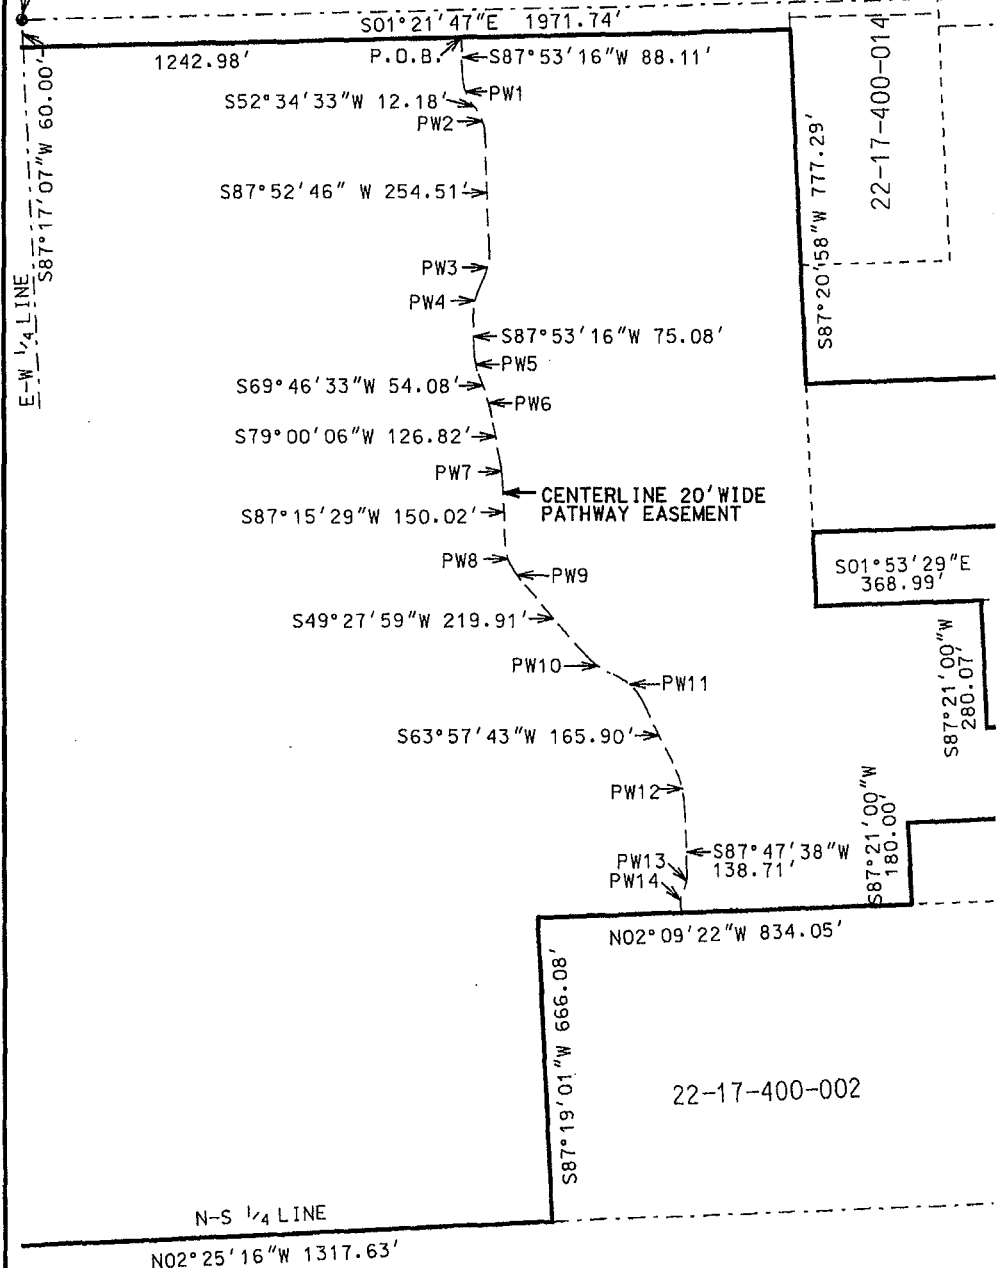 S01°21'47"E 1971.74'
1242.98'
P.O.B.
S87°53'16"W 88.11'
S87°17'07"W 60.00'
PW1
S52°34'33"W 12.18'
PW2
22-17-400-014
S87°20'58"W 777.29'
S87°52'46" W 254.51'
PW3
PW4
E-W 1/4 LINE
S87°53'16"W 75.08'
PW5
S69°46'33"W 54.08'
PW6
S79°00'06"W 126.82'
PW7
CENTERLINE 20'WIDE
PATHWAY EASEMENT
S87°15'29"W 150.02'
PW8
PW9
S01°53'29"E
368.99'
S49°27'59"W 219.91'
S87°21'00"W
280.07'
PW10
PW11
S63°57'43"W 165.90'
PW12
S87°21'00"W
180.00'
S87°47'38"W
138.71'
PW13
PW14
N02°09'22"W 834.05'
S87°19'01"W 666.08'
22-17-400-002
N-S 1/4 LINE
N02°25'16"W 1317.63'